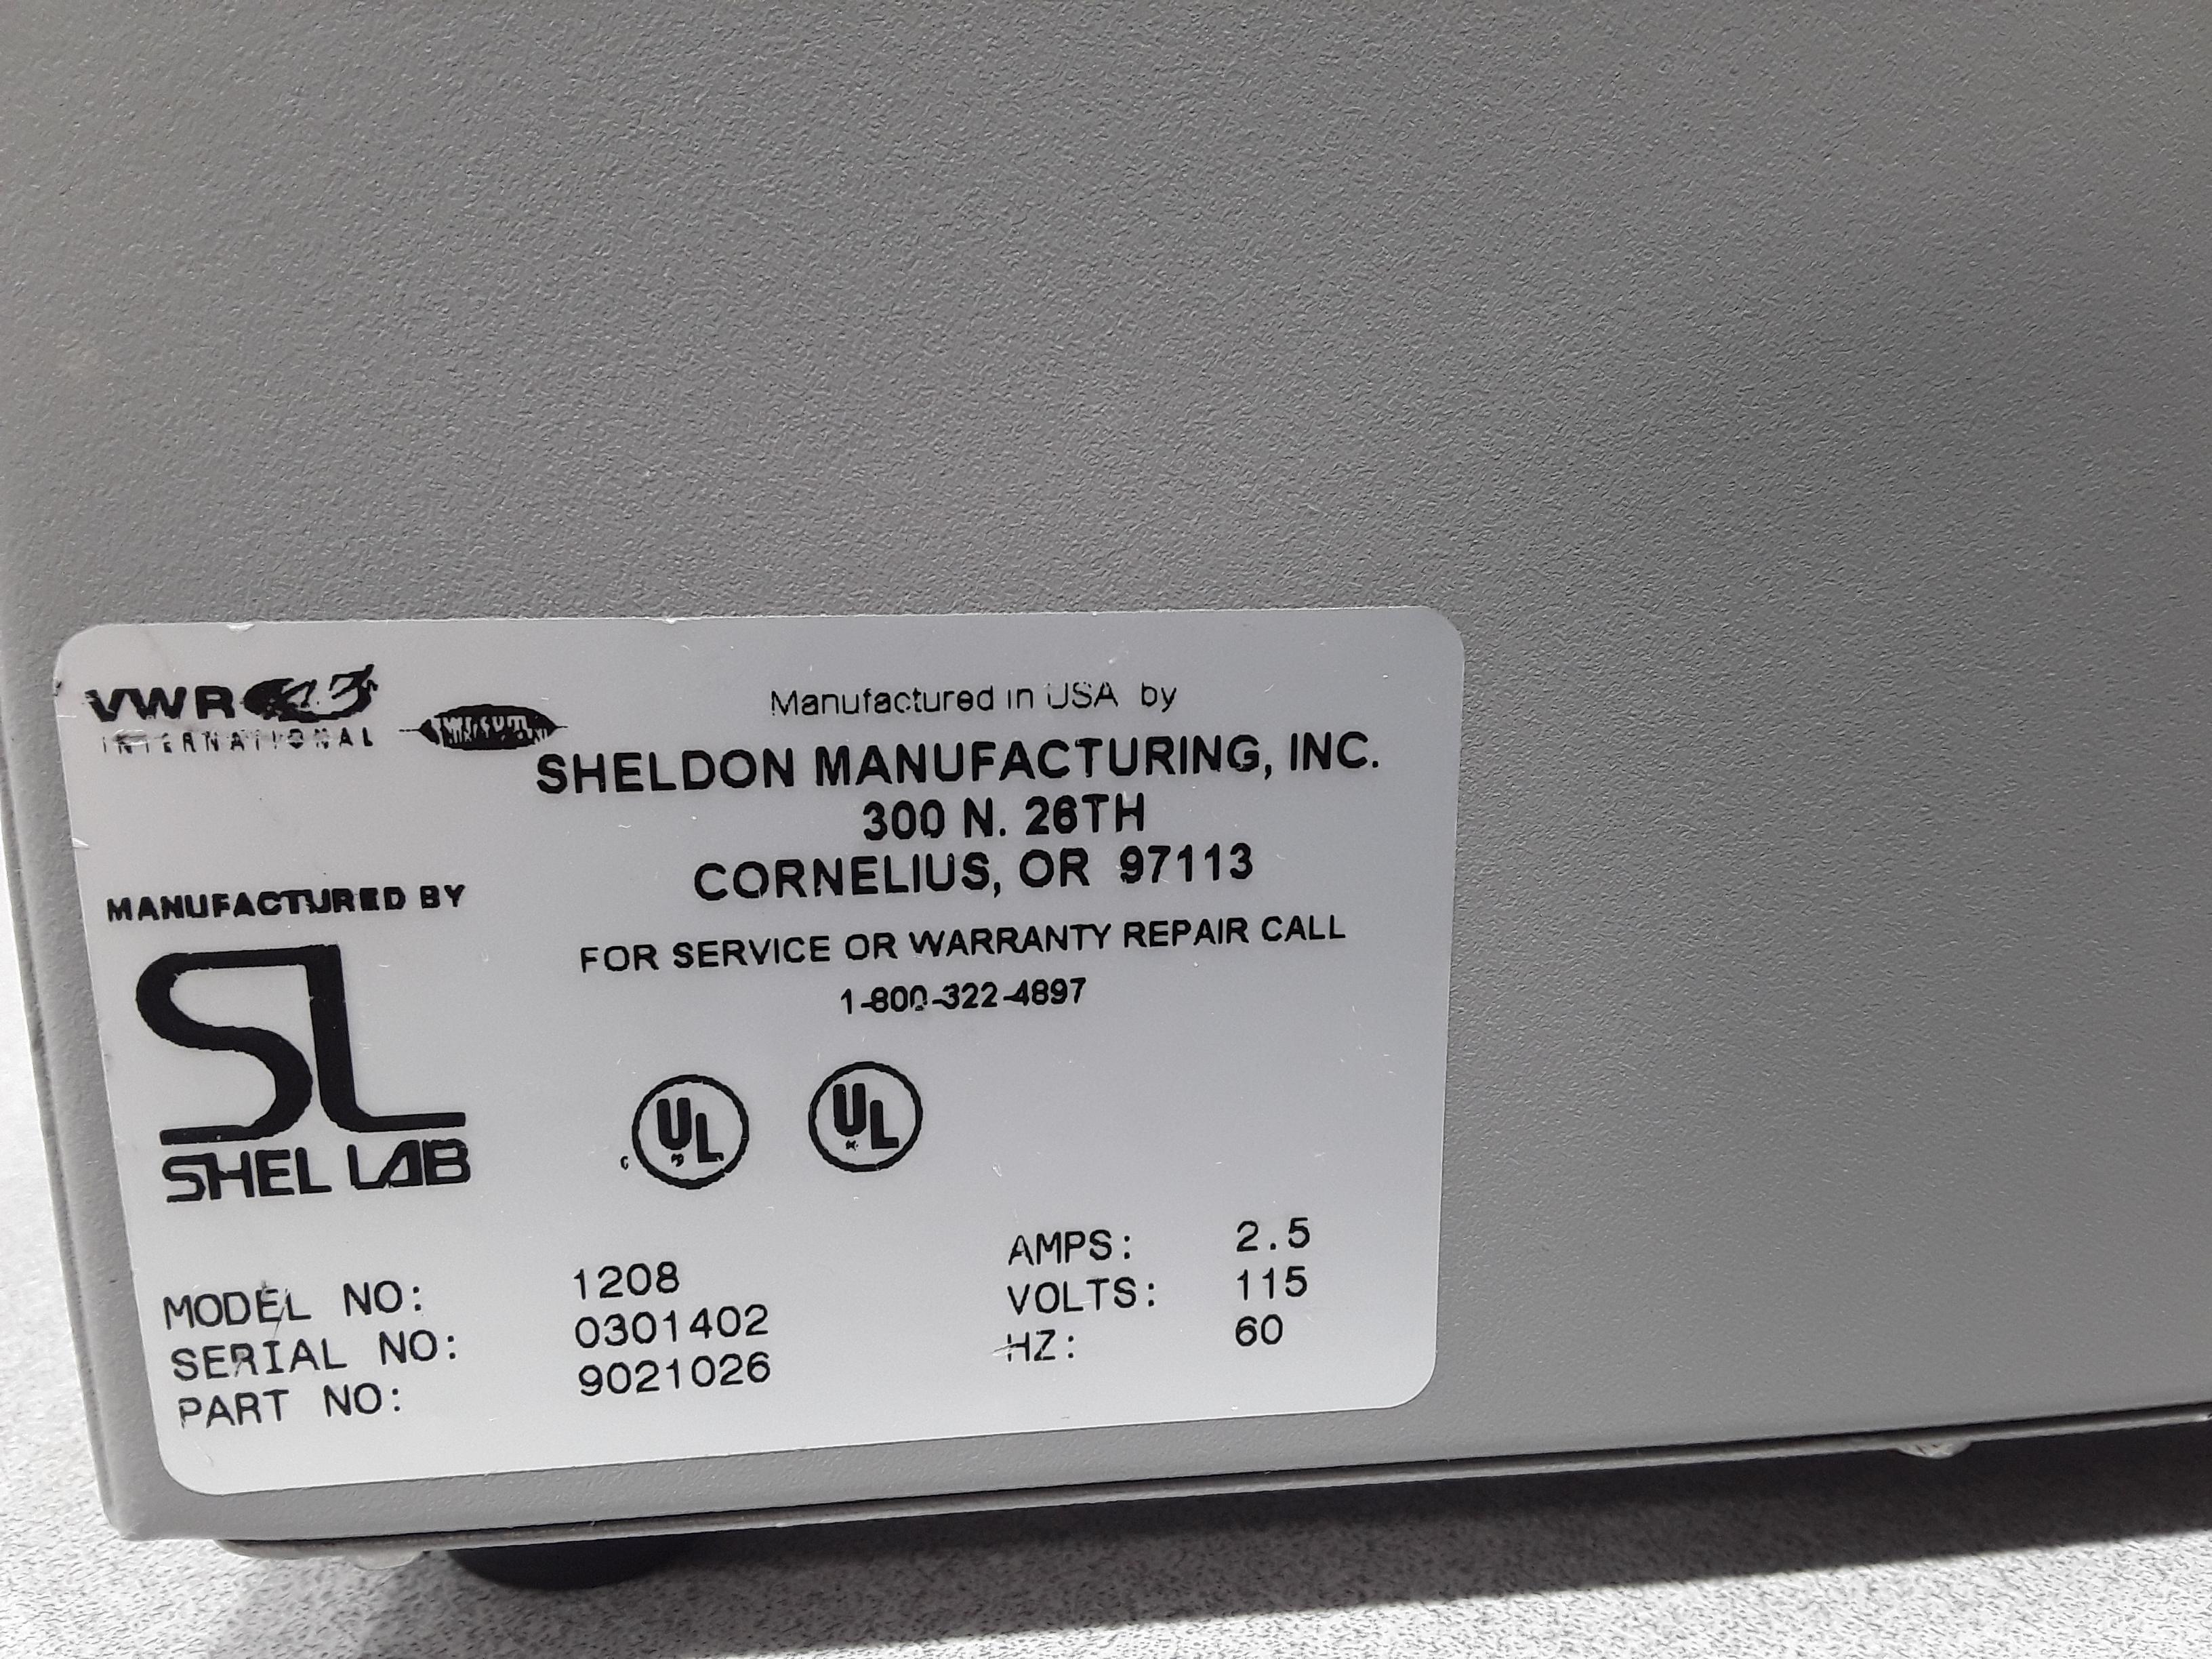 VWR
INTERNATIONAL
Manufactured in USA by
SHELDON MANUFACTURING, INC.
300 N. 26TH
CORNELIUS, OR 97113
FOR SERVICE OR WARRANTY REPAIR CALL
1-800-322-4897
MANUFACTURED BY
SL
SHEL LAB
C UL UL
MODEL NO: 1208
SERIAL NO: 0301402
PART NO: 9021026
AMPS: 2.5
VOLTS: 115
HZ: 60